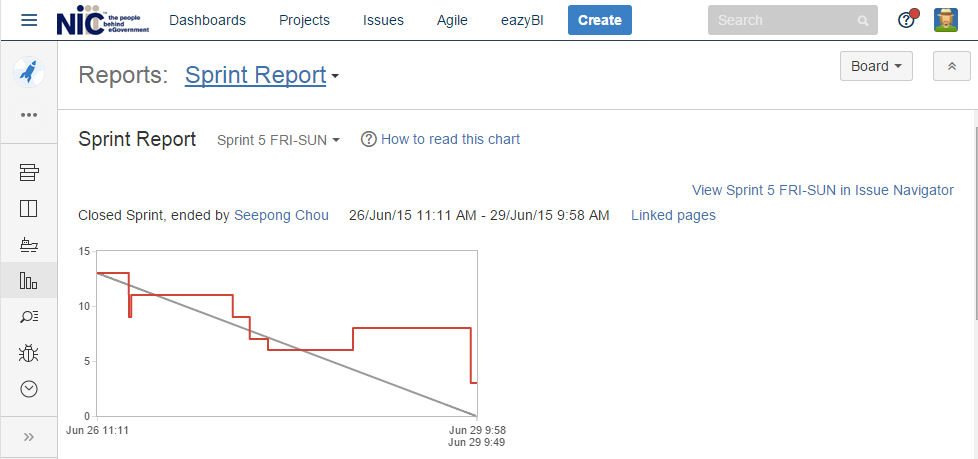 NIC the people behind eGovernment
Dashboards Projects Issues Agile eazyBI Create Search
Reports: Sprint Report
Board
Sprint Report Sprint 5 FRI-SUN How to read this chart
View Sprint 5 FRI-SUN in Issue Navigator
Closed Sprint, ended by Seepong Chou 26/Jun/15 11:11 AM - 29/Jun/15 9:58 AM Linked pages
15
10
5
0
Jun 26 11:11 Jun 29 9:58
Jun 29 9:49